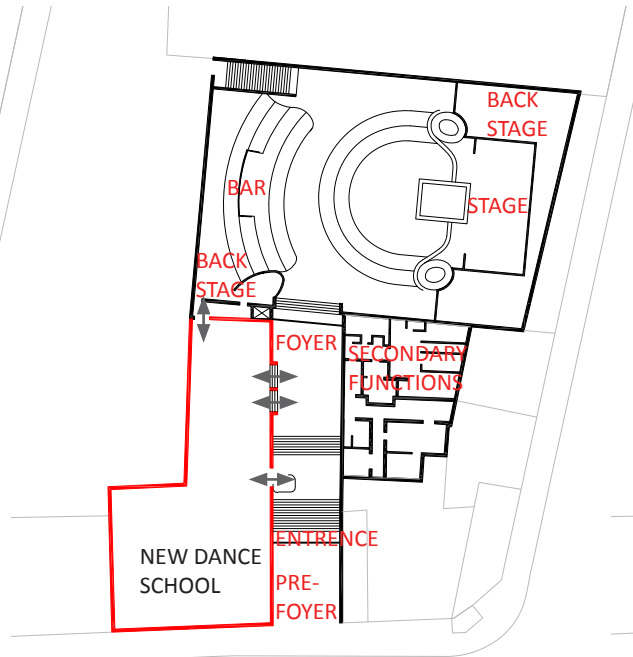 BACK
STAGE
BAR
STAGE
BACK
STAGE
FOYER
SECONDARY
FUNCTIONS
ENTRENCE
NEW DANCE
SCHOOL
PRE-
FOYER